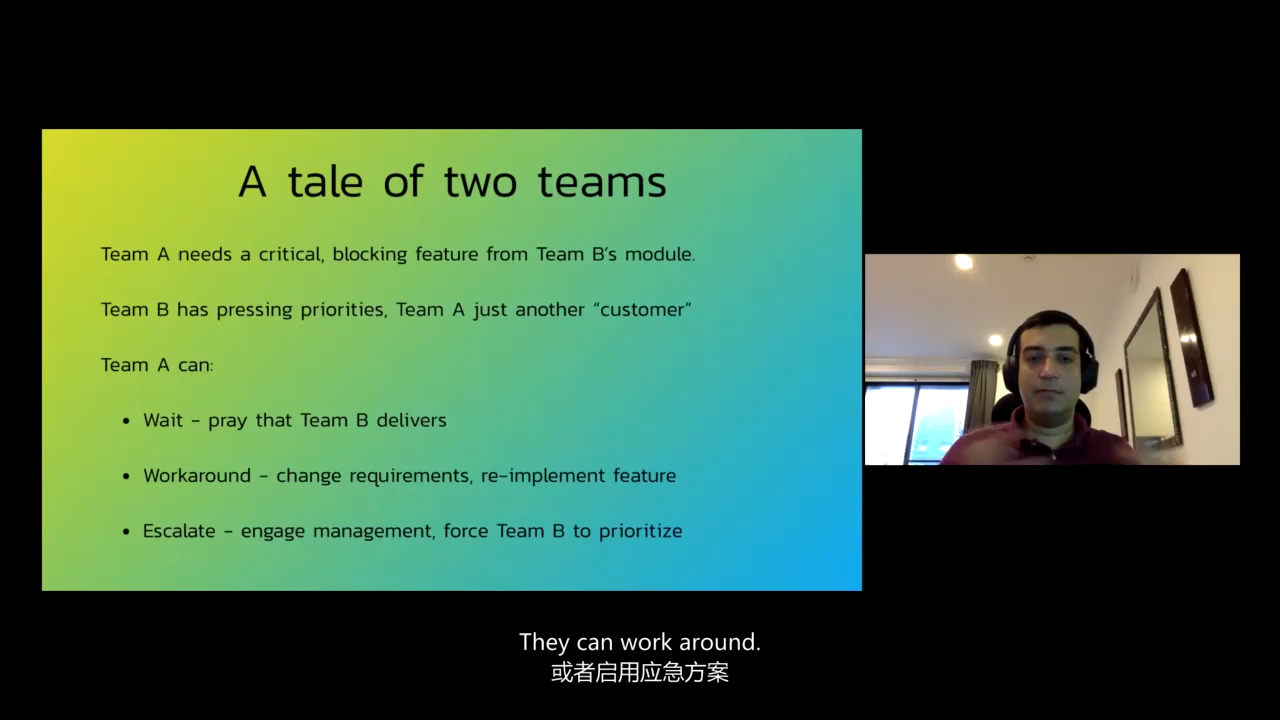 A tale of two teams
Team A needs a critical, blocking feature from Team B's module.
Team B has pressing priorities, Team A just another “customer”
Team A can:
• Wait - pray that Team B delivers
• Workaround - change requirements, re-implement feature
• Escalate - engage management, force Team B to prioritize
They can work around.
或者启用应急方案